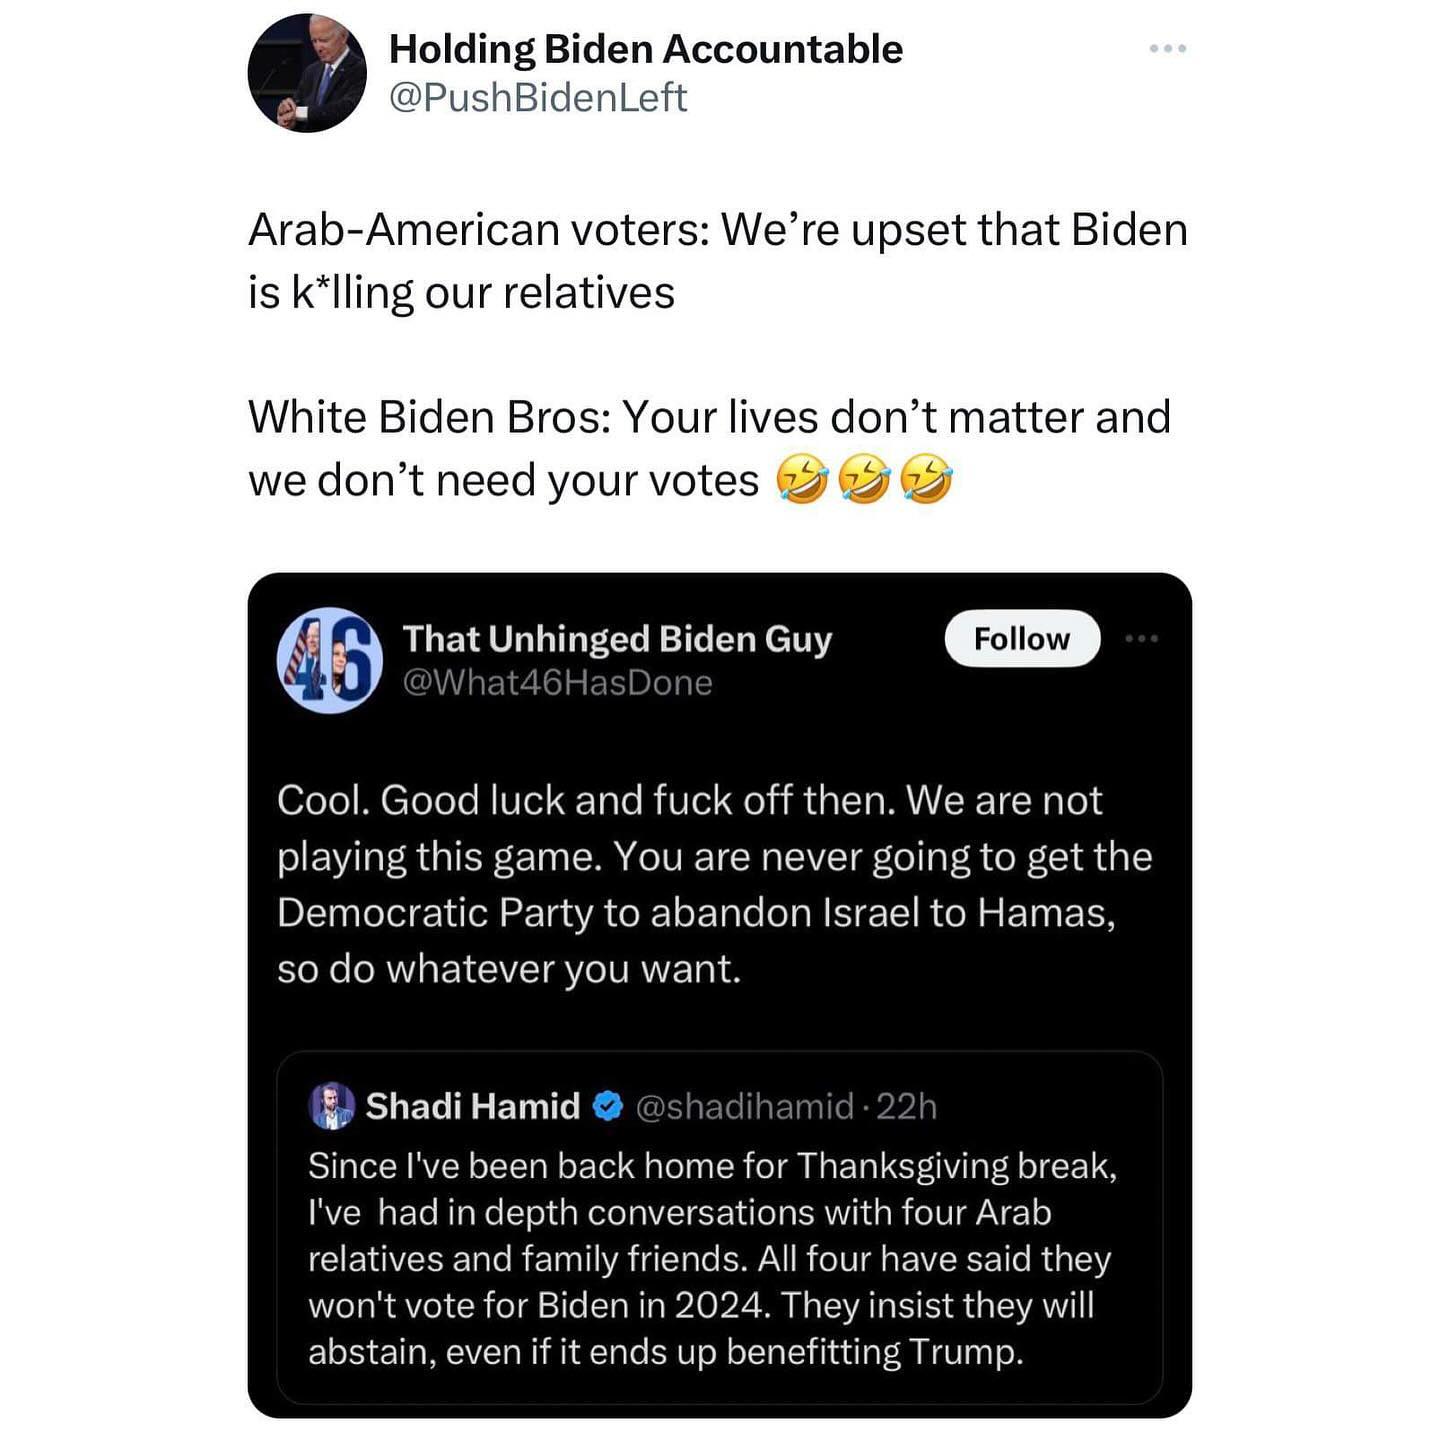 Holding Biden Accountable
@PushBidenLeft
Arab-American voters: We’re upset that Biden
is k*lling our relatives
White Biden Bros: Your lives don’t matter and
we don’t need your votes 🤣🤣🤣
46
That Unhinged Biden Guy
@What46HasDone
Follow
Cool. Good luck and fuck off then. We are not
playing this game. You are never going to get the
Democratic Party to abandon Israel to Hamas,
so do whatever you want.
Shadi Hamid @shadihamid · 22h
Since I've been back home for Thanksgiving break,
I've  had in depth conversations with four Arab
relatives and family friends. All four have said they
won't vote for Biden in 2024. They insist they will
abstain, even if it ends up benefitting Trump.